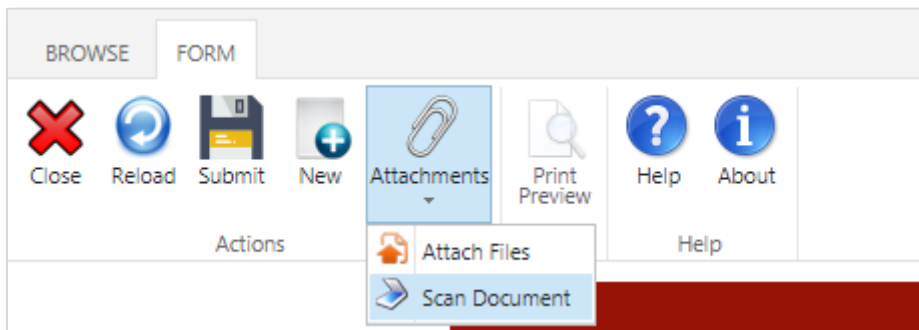 BROWSE FORM
Close Reload Submit New Attachments Print Preview Help About
Actions Help
Attach Files
Scan Document